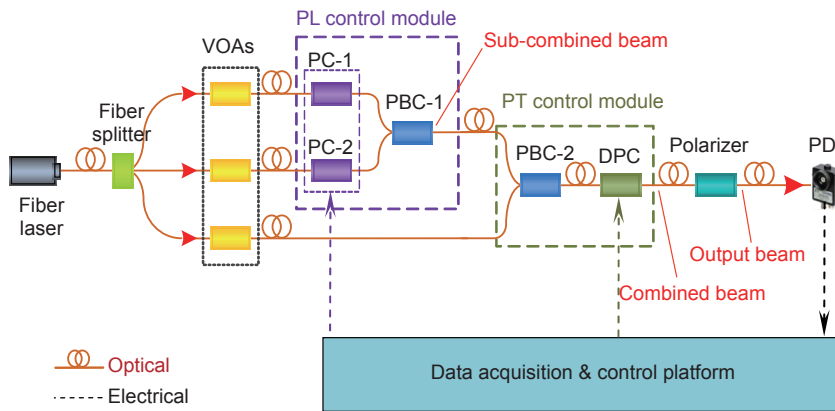 PL control module
Sub-combined beam
VOAs
PC-1
PBC-1
PT control module
Fiber
splitter
PC-2
PBC-2
DPC
Polarizer
PD
Fiber
laser
Output beam
Combined beam
Optical
Electrical
Data acquisition & control platform